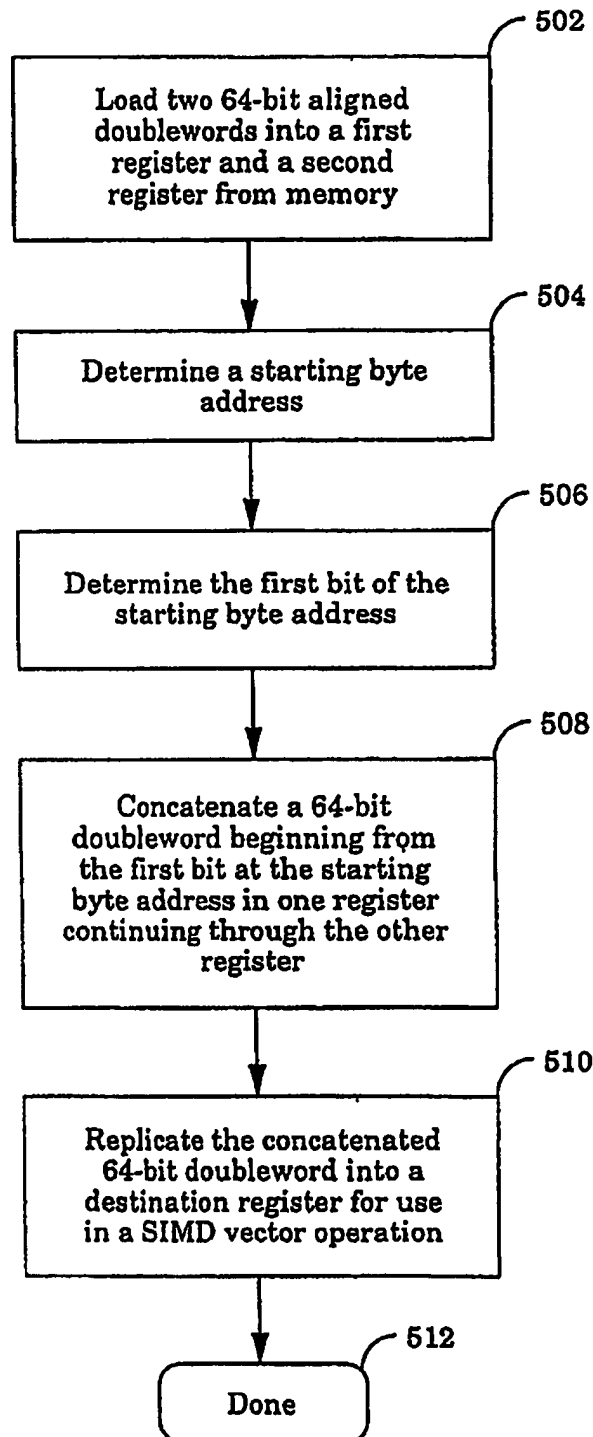 502
Load two 64-bit aligned
doublewords into a first
register and a second
register from memory
504
Determine a starting byte
address
506
Determine the first bit of the
starting byte address
508
Concatenate a 64-bit
doubleword beginning from
the first bit at the starting
byte address in one register
continuing through the other
register
510
Replicate the concatenated
64-bit doubleword into a
destination register for use
in a SIMD vector operation
512
Done